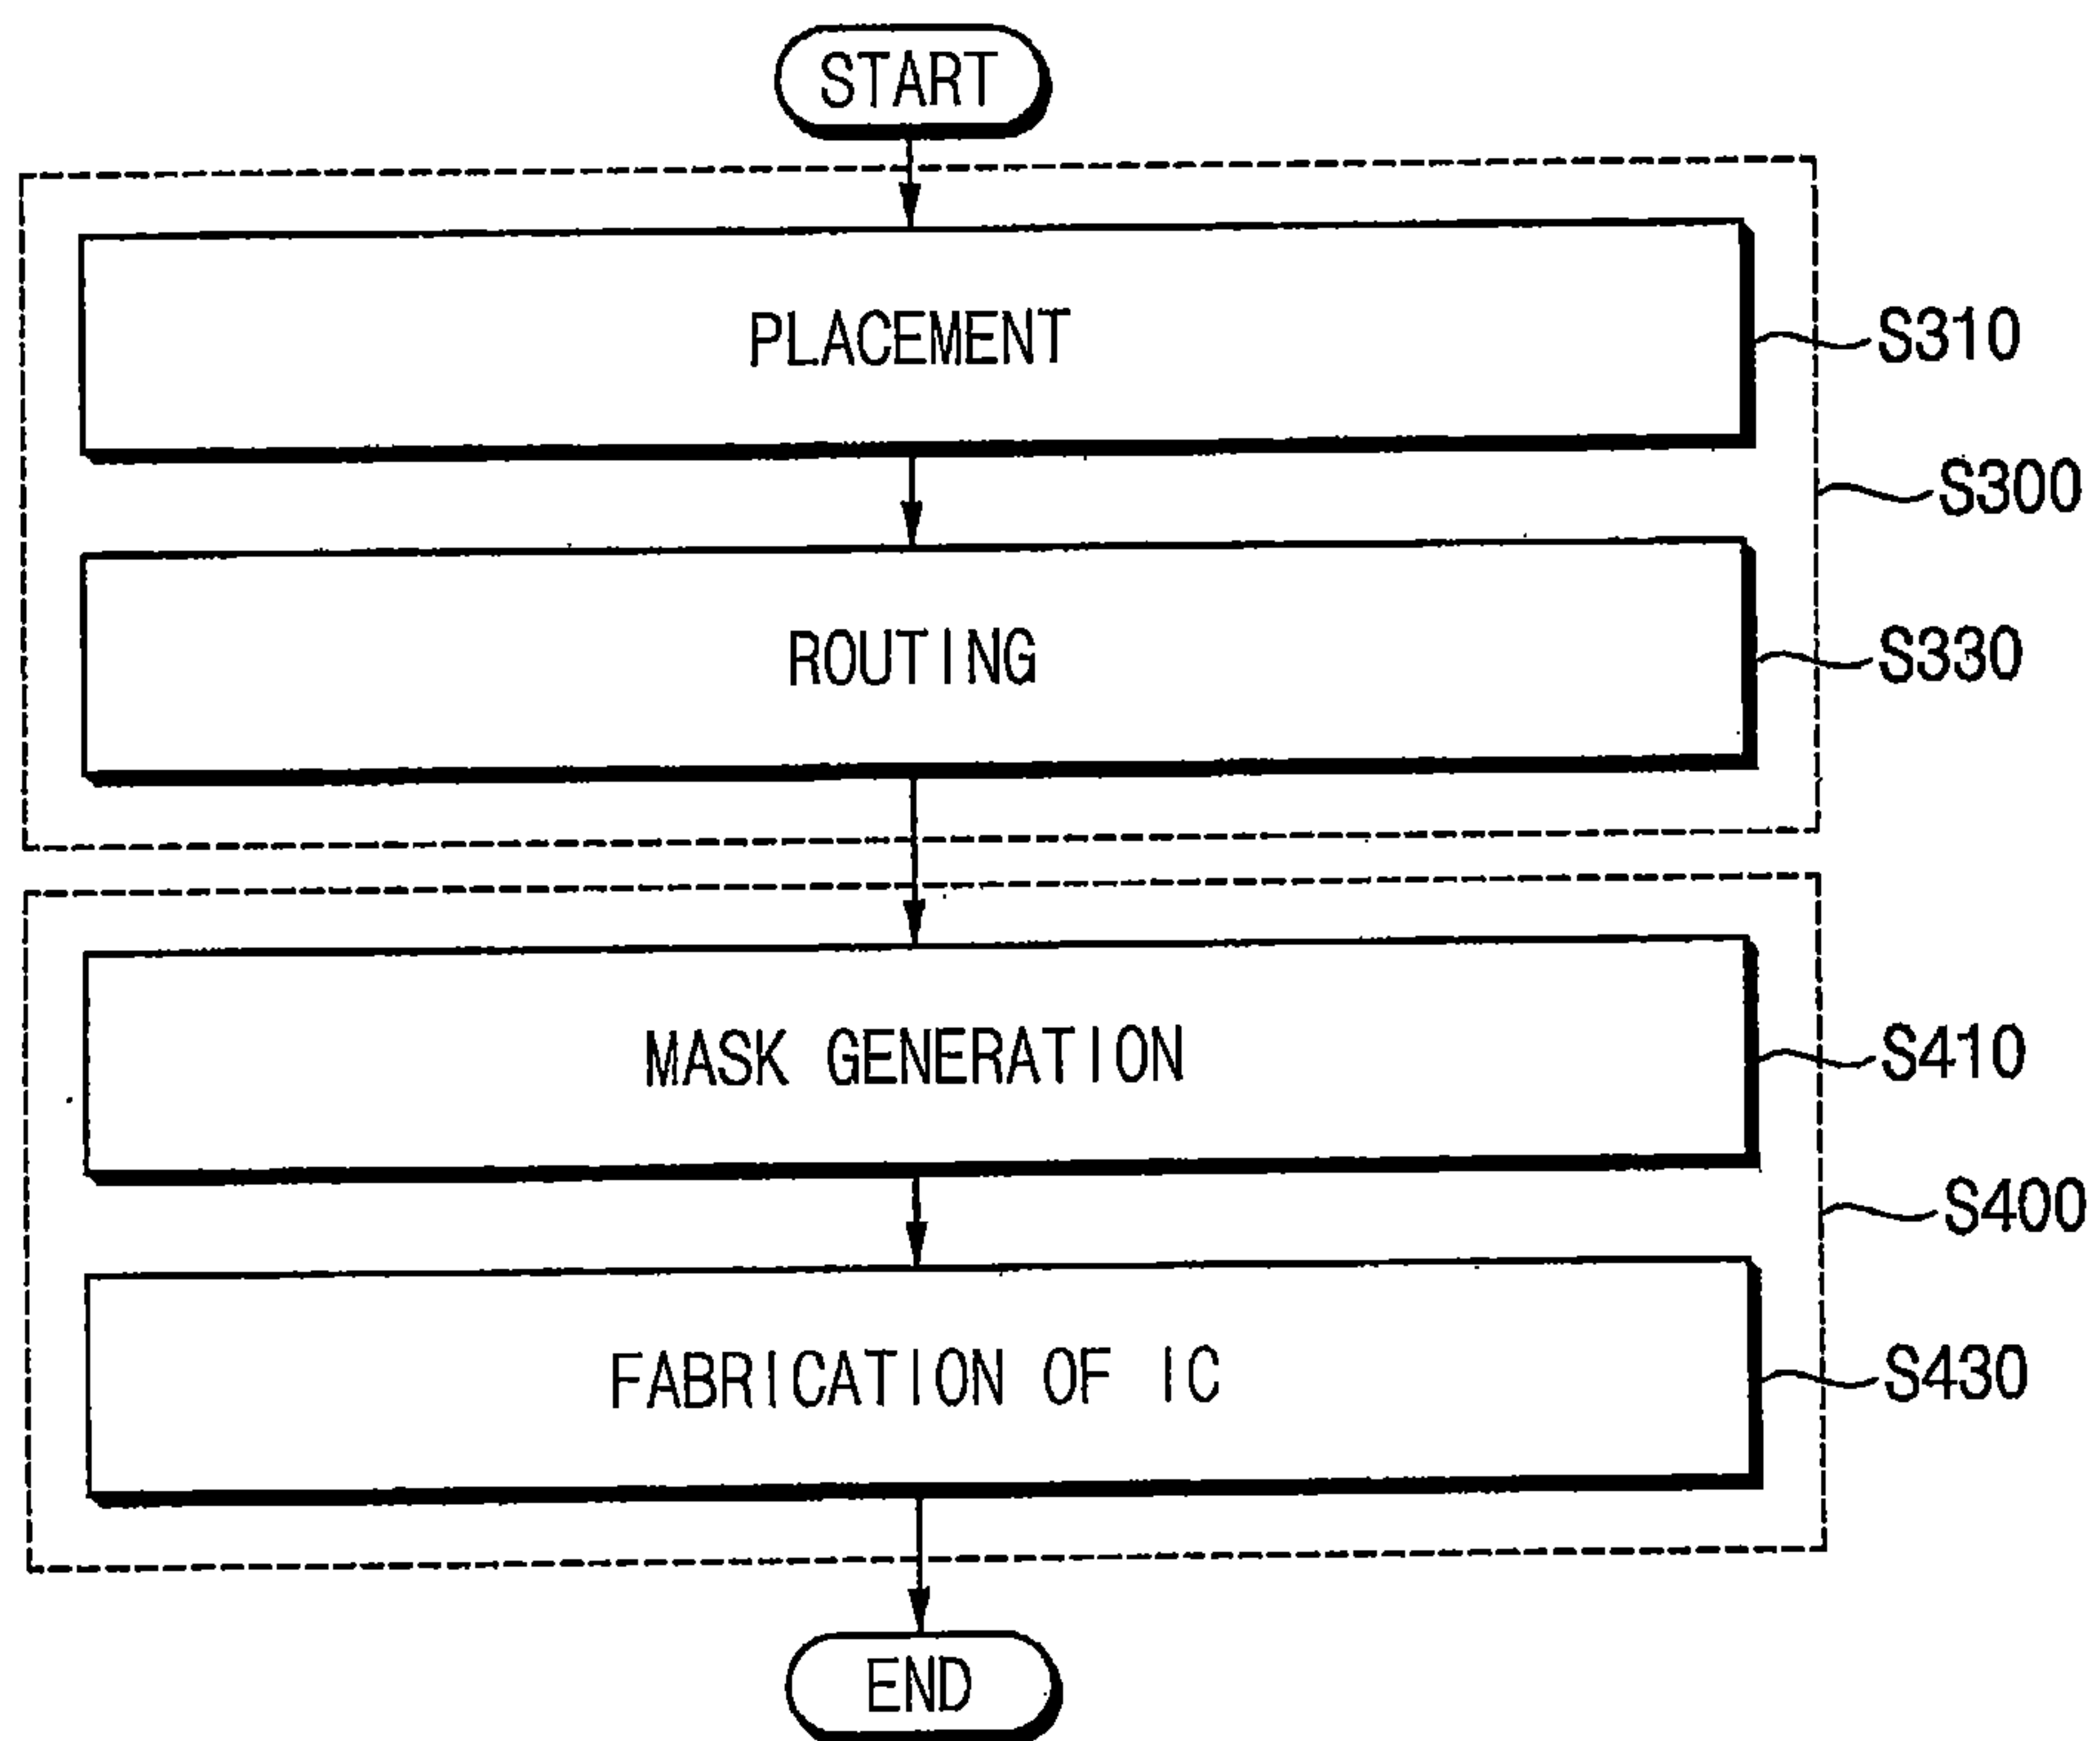 START
PLACEMENT
S310
S300
ROUTING
S330
MASK GENERATION
S410
S400
FABRICATION OF IC
S430
END